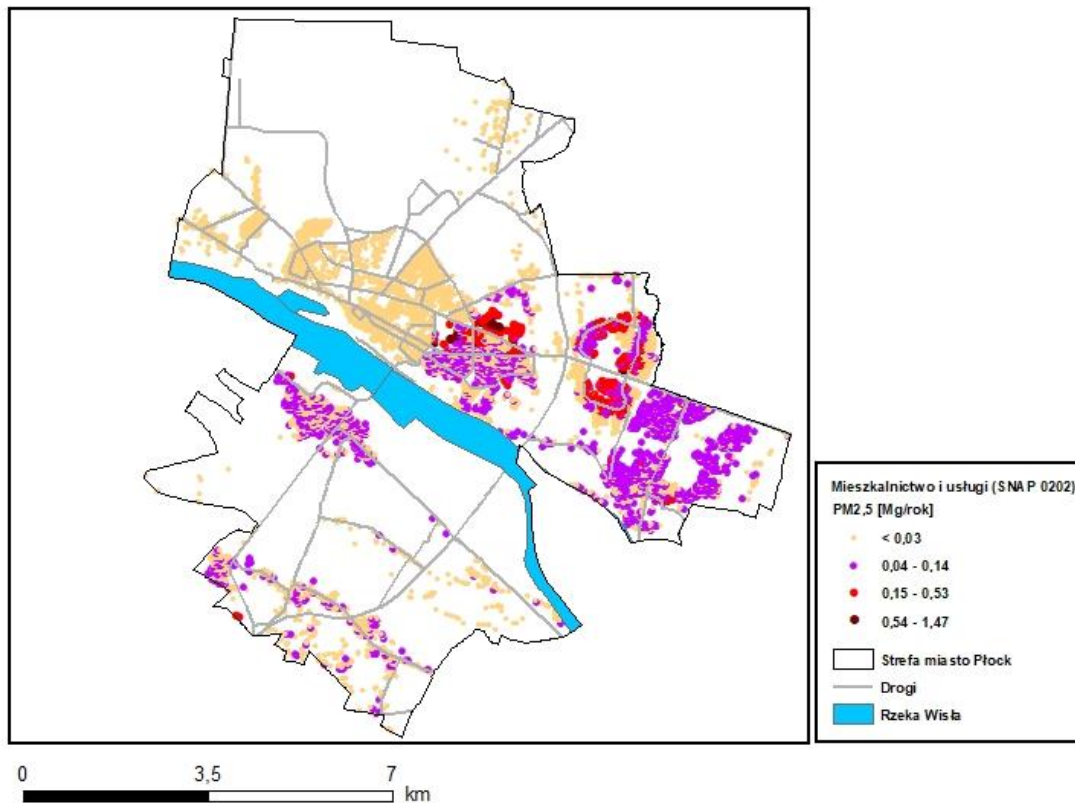 Mieszkalnictwo i usługi (SNAP 0202)
PM2,5 [Mg/rok]
< 0,03
0,04 - 0,14
0,15 - 0,53
0,54 - 1,47
Strefa miasto Płock
Drogi
Rzeka Wisła
0 3,5 7
km